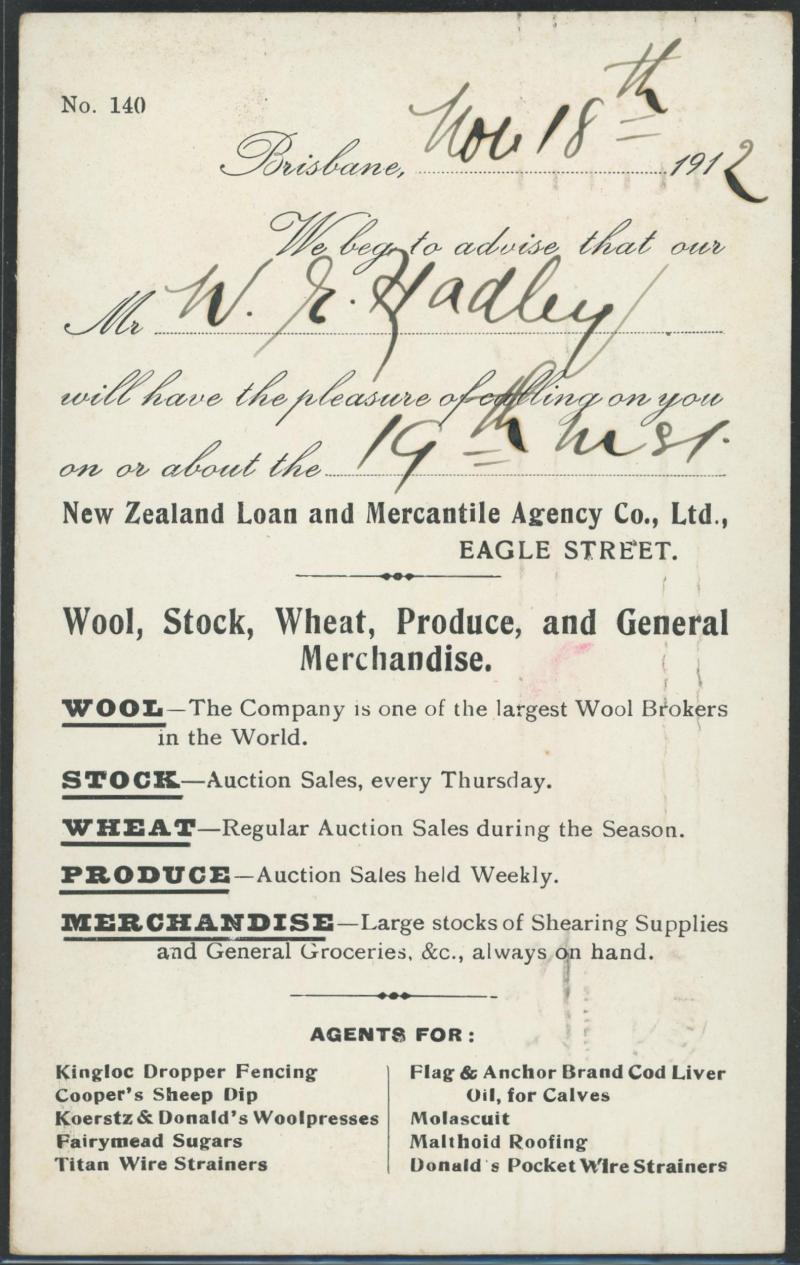 No. 140
Brisbane, Nov 18th 1912
We beg to advise that our
Mr W. E. Hadley
will have the pleasure of calling on you
on or about the 19th inst.
New Zealand Loan and Mercantile Agency Co., Ltd.,
EAGLE STREET.
Wool, Stock, Wheat, Produce, and General
Merchandise.
WOOL—The Company is one of the largest Wool Brokers
in the World.
STOCK—Auction Sales, every Thursday.
WHEAT—Regular Auction Sales during the Season.
PRODUCE—Auction Sales held Weekly.
MERCHANDISE—Large stocks of Shearing Supplies
and General Groceries, &c., always on hand.
AGENTS FOR:
Kingloc Dropper Fencing
Cooper's Sheep Dip
Koerstz & Donald's Woolpresses
Fairymead Sugars
Titan Wire Strainers
Flag & Anchor Brand Cod Liver
Oil, for Calves
Molascuit
Malthoid Roofing
Donald's Pocket WIre Strainers